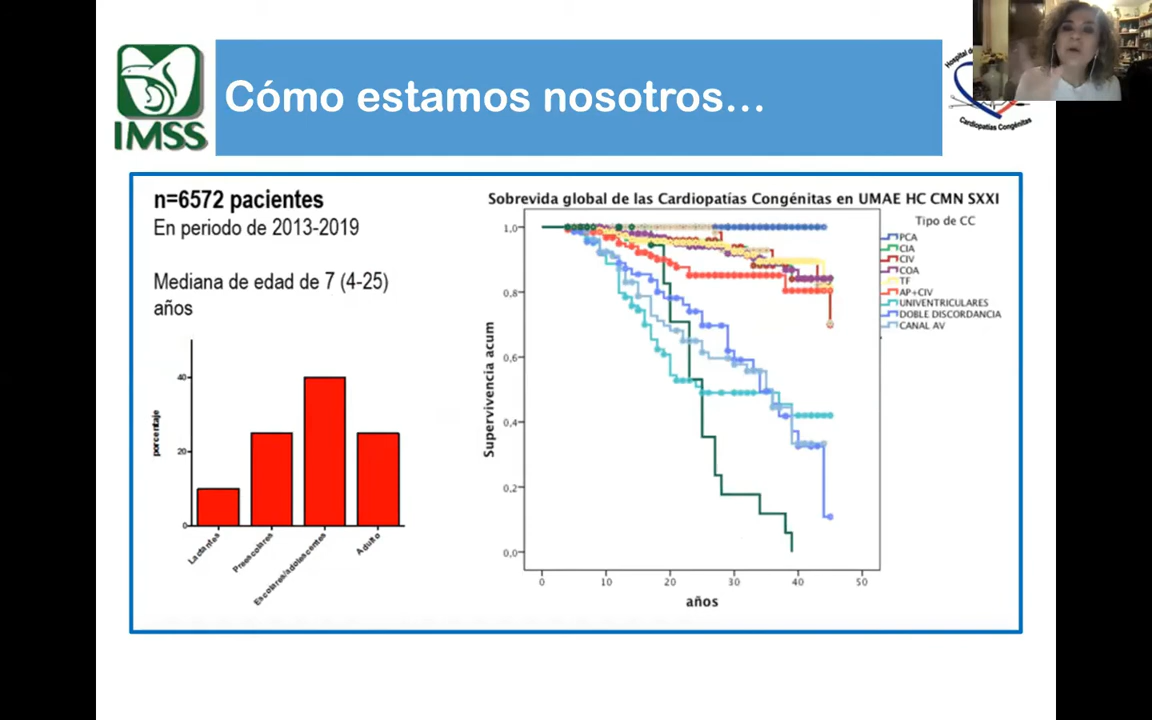 IMSS
Cómo estamos nosotros...
Hospital de
Cardiopatías Congénitas
n=6572 pacientes
En periodo de 2013-2019
Mediana de edad de 7 (4-25)
años
porcentaje
40
20
0
Lactantes
Preescolares
Escolares/adolescentes
Adulto
Sobrevida global de las Cardiopatías Congénitas en UMAE HC CMN SXXI
Tipo de CC
PCA
CIA
CIV
COA
TF
AP+CIV
UNIVENTRICULARES
DOBLE DISCORDANCIA
CANAL AV
Supervivencia acum
1,0
0,8
0,6
0,4
0,2
0,0
0 10 20 30 40 50
años